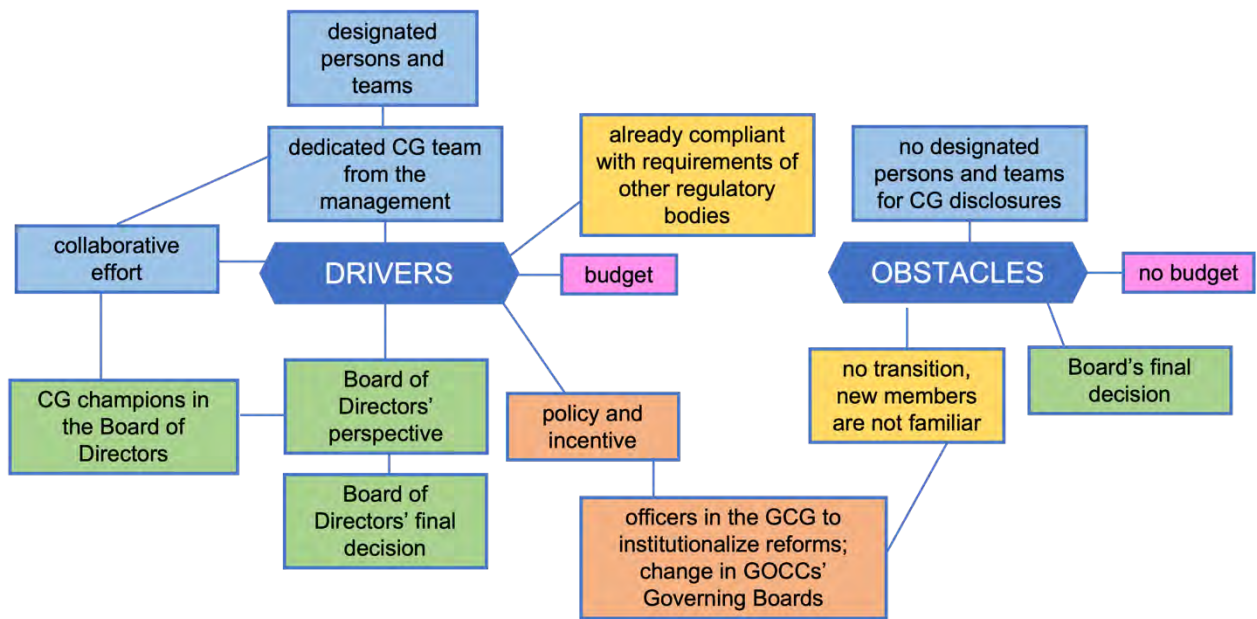 designated
persons and
teams
dedicated CG team
from the
management
already compliant
with requirements of
other regulatory
bodies
no designated
persons and teams
for CG disclosures
collaborative
effort
DRIVERS
budget
OBSTACLES
no budget
CG champions in
the Board of
Directors
Board of
Directors’
perspective
policy and
incentive
no transition,
new members
are not familiar
Board’s final
decision
Board of
Directors’ final
decision
officers in the GCG to
institutionalize reforms;
change in GOCCs’
Governing Boards